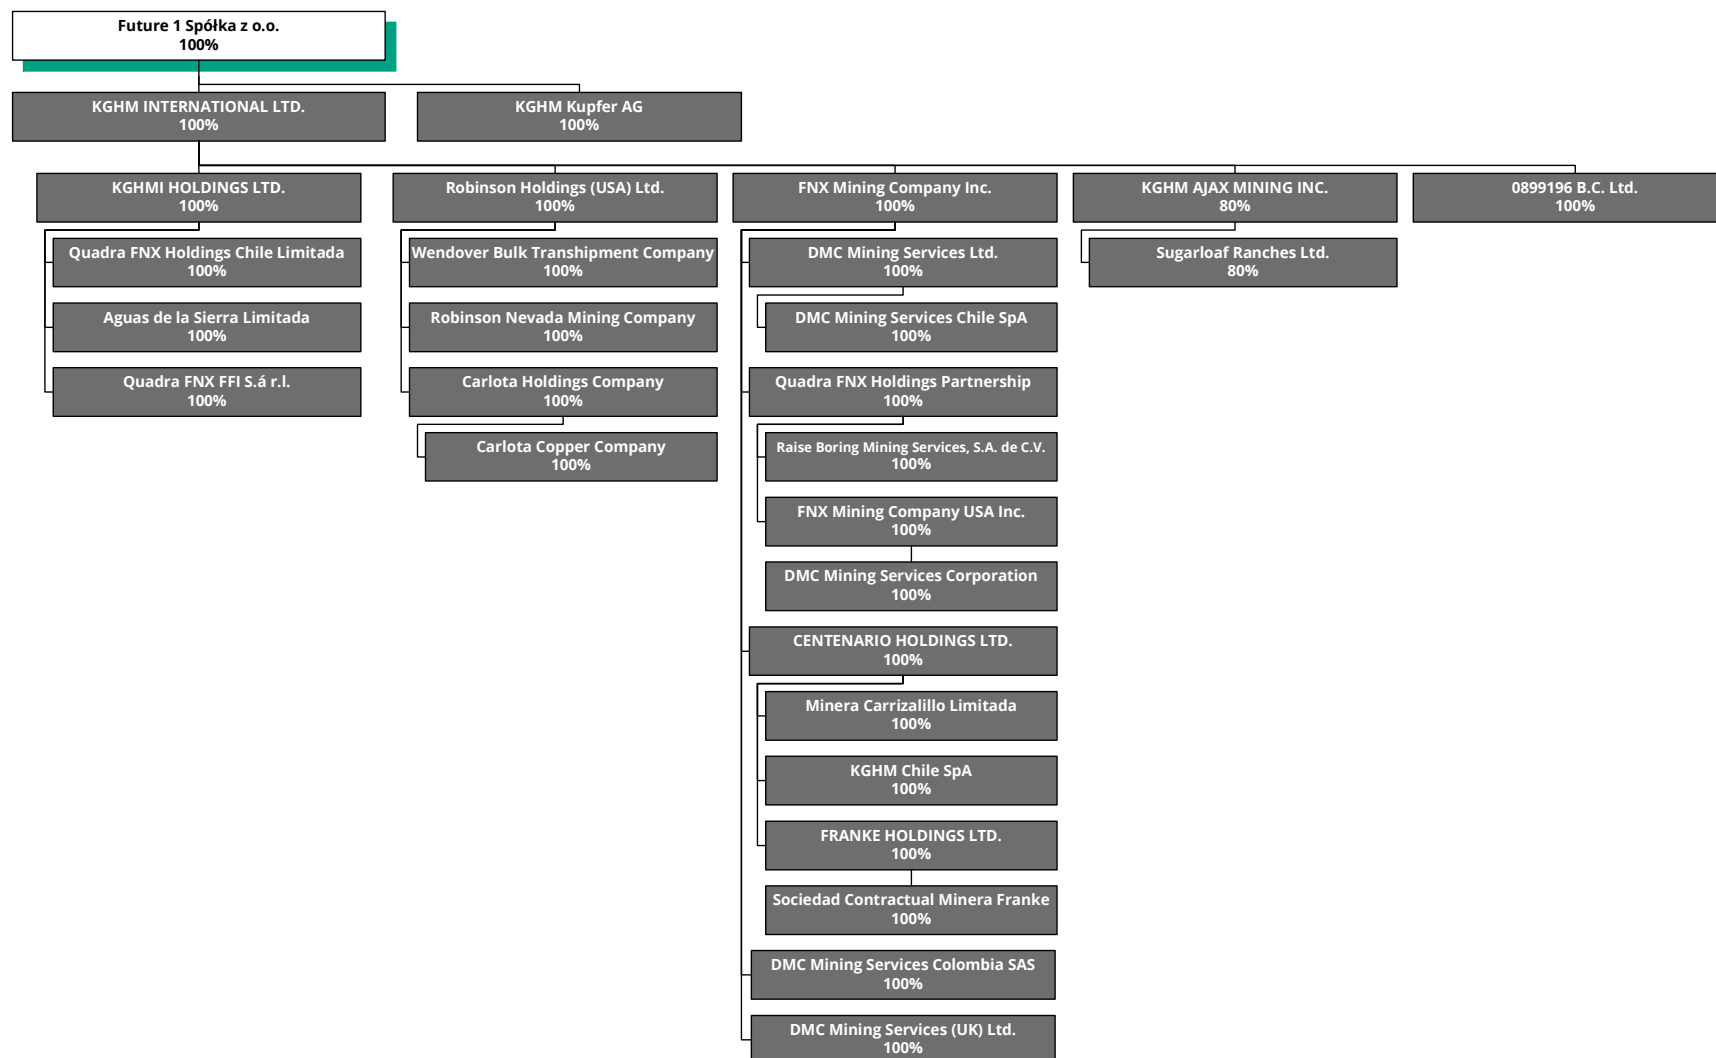 Future 1 Spółka z o.o.
100%
KGHM INTERNATIONAL LTD.
100%
KGHM Kupfer AG
100%
KGHMI HOLDINGS LTD.
100%
Robinson Holdings (USA) Ltd.
100%
FNX Mining Company Inc.
100%
KGHM AJAX MINING INC.
80%
0899196 B.C. Ltd.
100%
Quadra FNX Holdings Chile Limitada
100%
Aguas de la Sierra Limitada
100%
Quadra FNX FFI S.á r.l.
100%
Wendover Bulk Transhipment Company
100%
Robinson Nevada Mining Company
100%
Carlota Holdings Company
100%
Carlota Copper Company
100%
DMC Mining Services Ltd.
100%
DMC Mining Services Chile SpA
100%
Quadra FNX Holdings Partnership
100%
Raise Boring Mining Services, S.A. de C.V.
100%
FNX Mining Company USA Inc.
100%
DMC Mining Services Corporation
100%
CENTENARIO HOLDINGS LTD.
100%
Minera Carrizalillo Limitada
100%
KGHM Chile SpA
100%
FRANKE HOLDINGS LTD.
100%
Sociedad Contractual Minera Franke
100%
DMC Mining Services Colombia SAS
100%
DMC Mining Services (UK) Ltd.
100%
Sugarloaf Ranches Ltd.
80%